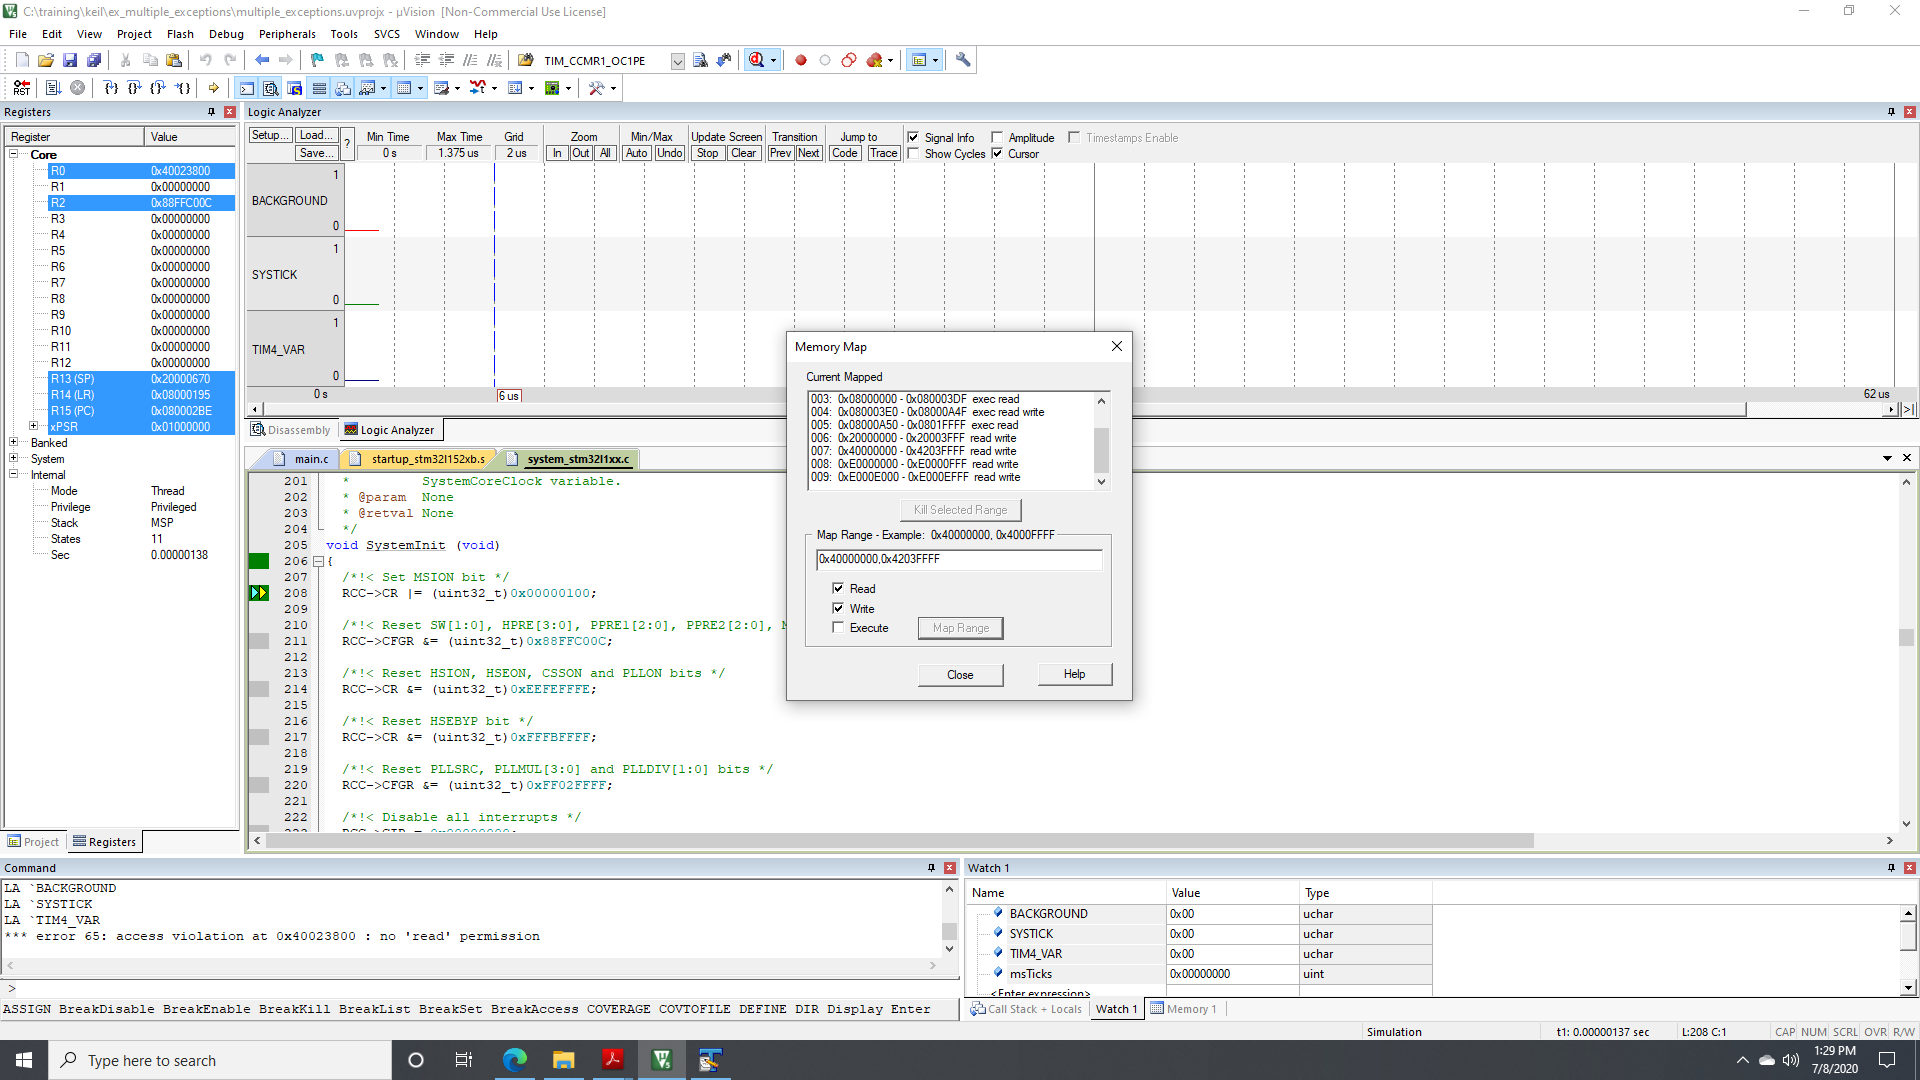 C:\training\keil\ex_multiple_exceptions\multiple_exceptions.uvprojx - µVision [Non-Commercial Use License]
File Edit View Project Flash Debug Peripherals Tools SVCS Window Help
TIM_CCMR1_OC1PE
RST
Registers
Register Value
Core
R0 0x40023800
R1 0x00000000
R2 0x88FFC00C
R3 0x00000000
R4 0x00000000
R5 0x00000000
R6 0x00000000
R7 0x00000000
R8 0x00000000
R9 0x00000000
R10 0x00000000
R11 0x00000000
R12 0x00000000
R13 (SP) 0x20000670
R14 (LR) 0x08000195
R15 (PC) 0x080002BE
xPSR 0x01000000
Banked
System
Internal
Mode Thread
Privilege Privileged
Stack MSP
States 11
Sec 0.00000138
Project Registers
Logic Analyzer
Setup... Load... ? Min Time Max Time Grid Zoom Min/Max Update Screen Transition Jump to Signal Info Amplitude Timestamps Enable
Save... 0 s 1.375 us 2 us In Out All Auto Undo Stop Clear Prev Next Code Trace Show Cycles Cursor
1
BACKGROUND
0
1
SYSTICK
0
1
TIM4_VAR
0
0 s 6 us 62 us
Disassembly Logic Analyzer
main.c startup_stm32l152xb.s system_stm32l1xx.c
201 * SystemCoreClock variable.
202 * @param None
203 * @retval None
204 */
205 void SystemInit (void)
206 {
207 /*!< Set MSION bit */
208 RCC->CR |= (uint32_t)0x00000100;
209
210 /*!< Reset SW[1:0], HPRE[3:0], PPRE1[2:0], PPRE2[2:0],
211 RCC->CFGR &= (uint32_t)0x88FFC00C;
212
213 /*!< Reset HSION, HSEON, CSSON and PLLON bits */
214 RCC->CR &= (uint32_t)0xEEFEFFFE;
215
216 /*!< Reset HSEBYP bit */
217 RCC->CR &= (uint32_t)0xFFFBFFFF;
218
219 /*!< Reset PLLSRC, PLLMUL[3:0] and PLLDIV[1:0] bits */
220 RCC->CFGR &= (uint32_t)0xFF02FFFF;
221
222 /*!< Disable all interrupts */
223 RCC->CIR = 0x00000000;
Memory Map
Current Mapped
003: 0x08000000 - 0x080003DF exec read
004: 0x080003E0 - 0x08000A4F exec read write
005: 0x08000A50 - 0x0801FFFF exec read
006: 0x20000000 - 0x20003FFF read write
007: 0x40000000 - 0x4203FFFF read write
008: 0xE0000000 - 0xE0000FFF read write
009: 0xE000E000 - 0xE000EFFF read write
Kill Selected Range
Map Range - Example: 0x40000000, 0x4000FFFF
0x40000000,0x4203FFFF
Read
Write
Execute Map Range
Close Help
Command
LA `BACKGROUND
LA `SYSTICK
LA `TIM4_VAR
*** error 65: access violation at 0x40023800 : no 'read' permission
>
ASSIGN BreakDisable BreakEnable BreakKill BreakList BreakSet BreakAccess COVERAGE COVTOFILE DEFINE DIR Display Enter
Watch 1
Name Value Type
BACKGROUND 0x00 uchar
SYSTICK 0x00 uchar
TIM4_VAR 0x00 uchar
msTicks 0x00000000 uint
<Enter expression>
Call Stack + Locals Watch 1 Memory 1
Simulation t1: 0.00000137 sec L:208 C:1 CAP NUM SCRL OVR R/W
Type here to search
1:29 PM
7/8/2020